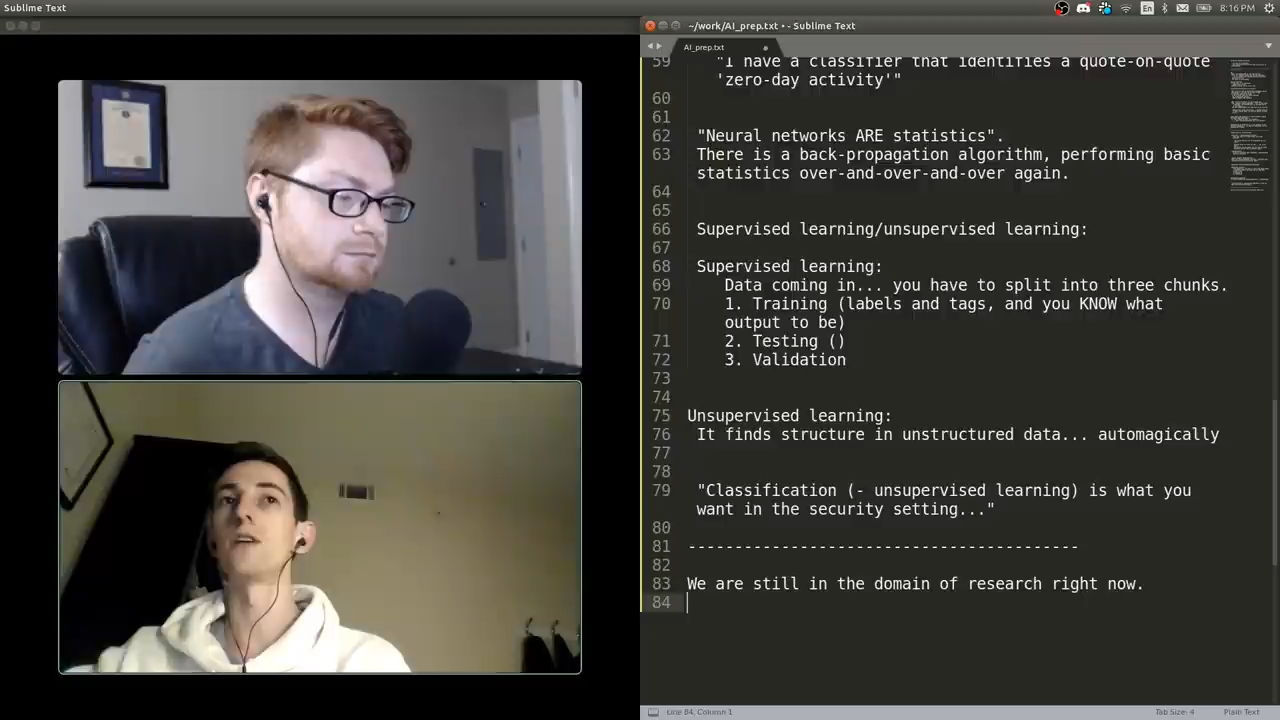 Sublime Text
En
8:16 PM
~/work/AI_prep.txt • - Sublime Text
AI_prep.txt
59 "I have a classifier that identifies a quote-on-quote
'zero-day activity'"
60
61
62 "Neural networks ARE statistics"
63 There is a back-propagation algorithm, performing basic
statistics over-and-over-and-over again.
64
65
66 Supervised learning/unsupervised learning:
67
68 Supervised learning:
69 Data coming in... you have to split into three chunks.
70 1. Training (labels and tags, and you KNOW what
output to be)
71 2. Testing ()
72 3. Validation
73
74
75 Unsupervised learning:
76 It finds structure in unstructured data... automagically
77
78
79 "Classification (- unsupervised learning) is what you
want in the security setting..."
80
81 ------------------------------------------
82
83 We are still in the domain of research right now.
84
Line 84, Column 1
Tab Size: 4
Plain Text